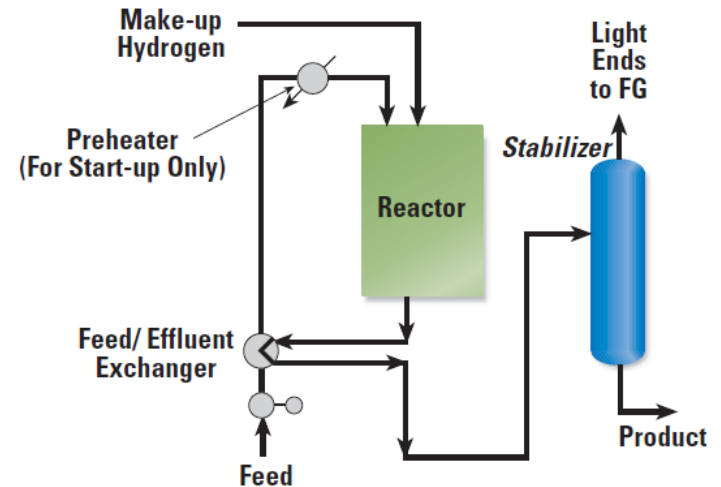 Make-up
Hydrogen
Light
Ends
to FG
Preheater
(For Start-up Only)
Stabilizer
Reactor
Feed/ Effluent
Exchanger
Product
Feed